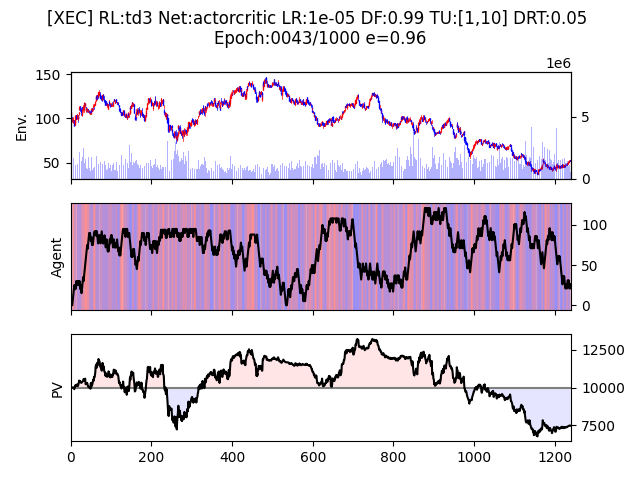 [XEC] RL:td3 Net:actorcritic LR:1e-05 DF:0.99 TU:[1,10] DRT:0.05
Epoch:0043/1000 e=0.96
1e6
150
100
50
Env.
5
0
Agent
100
50
0
PV
12500
10000
7500
0 200 400 600 800 1000 1200